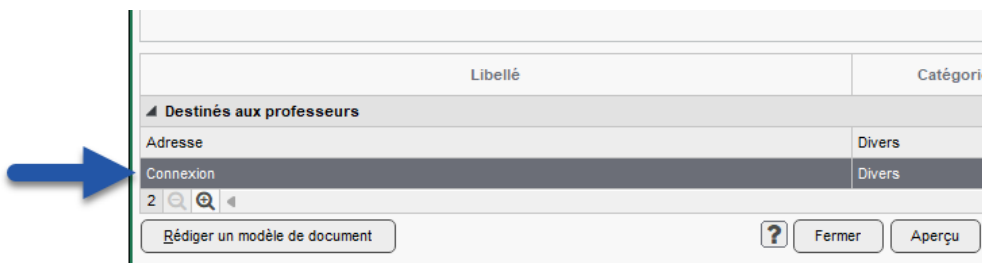 Libellé Catégori
Destinés aux professeurs
Adresse Divers
Connexion Divers
2
Rédiger un modèle de document ? Fermer Aperçu